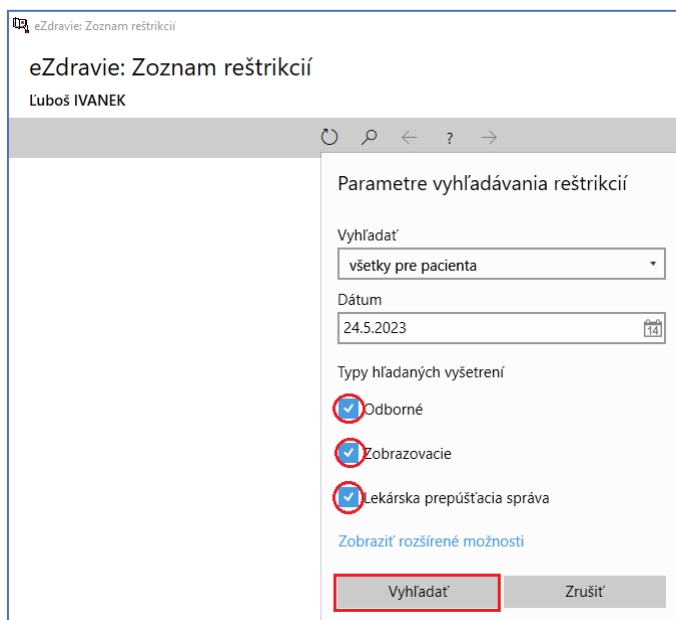 eZdravie: Zoznam reštrikcií
eZdravie: Zoznam reštrikcií
Ľuboš IVANEK
?
Parametre vyhľadávania reštrikcií
Vyhľadať
všetky pre pacienta
Dátum
24.5.2023
14
Typy hľadaných vyšetrení
Odborné
Zobrazovacie
Lekárska prepúšťacia správa
Zobraziť rozšírené možnosti
Vyhľadať Zrušiť